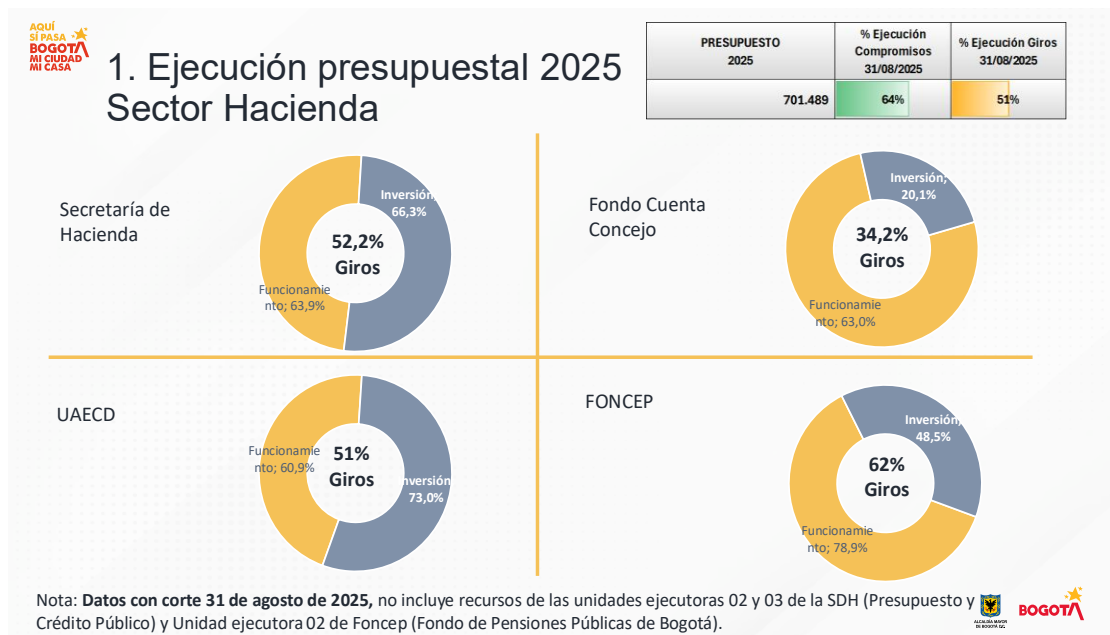 AQUÍ
SÍ PASA
BOGOTÁ
MI CIUDAD
MI CASA
1. Ejecución presupuestal 2025
Sector Hacienda
PRESUPUESTO
2025
% Ejecución
Compromisos
31/08/2025
% Ejecución Giros
31/08/2025
701.489
64%
51%
Secretaría de
Hacienda
Inversión;
66,3%
52,2%
Giros
Funcionamie
nto; 63,9%
Fondo Cuenta
Concejo
Inversión;
20,1%
34,2%
Giros
Funcionamie
nto; 63,0%
UAECD
Funcionamie
nto; 60,9%
51%
Giros
Inversión;
73,0%
FONCEP
Inversión;
48,5%
62%
Giros
Funcionamie
nto; 78,9%
Nota: Datos con corte 31 de agosto de 2025, no incluye recursos de las unidades ejecutoras 02 y 03 de la SDH (Presupuesto y
Crédito Público) y Unidad ejecutora 02 de Foncep (Fondo de Pensiones Públicas de Bogotá).
ALCALDÍA MAYOR
DE BOGOTÁ D.C.
BOGOTÁ